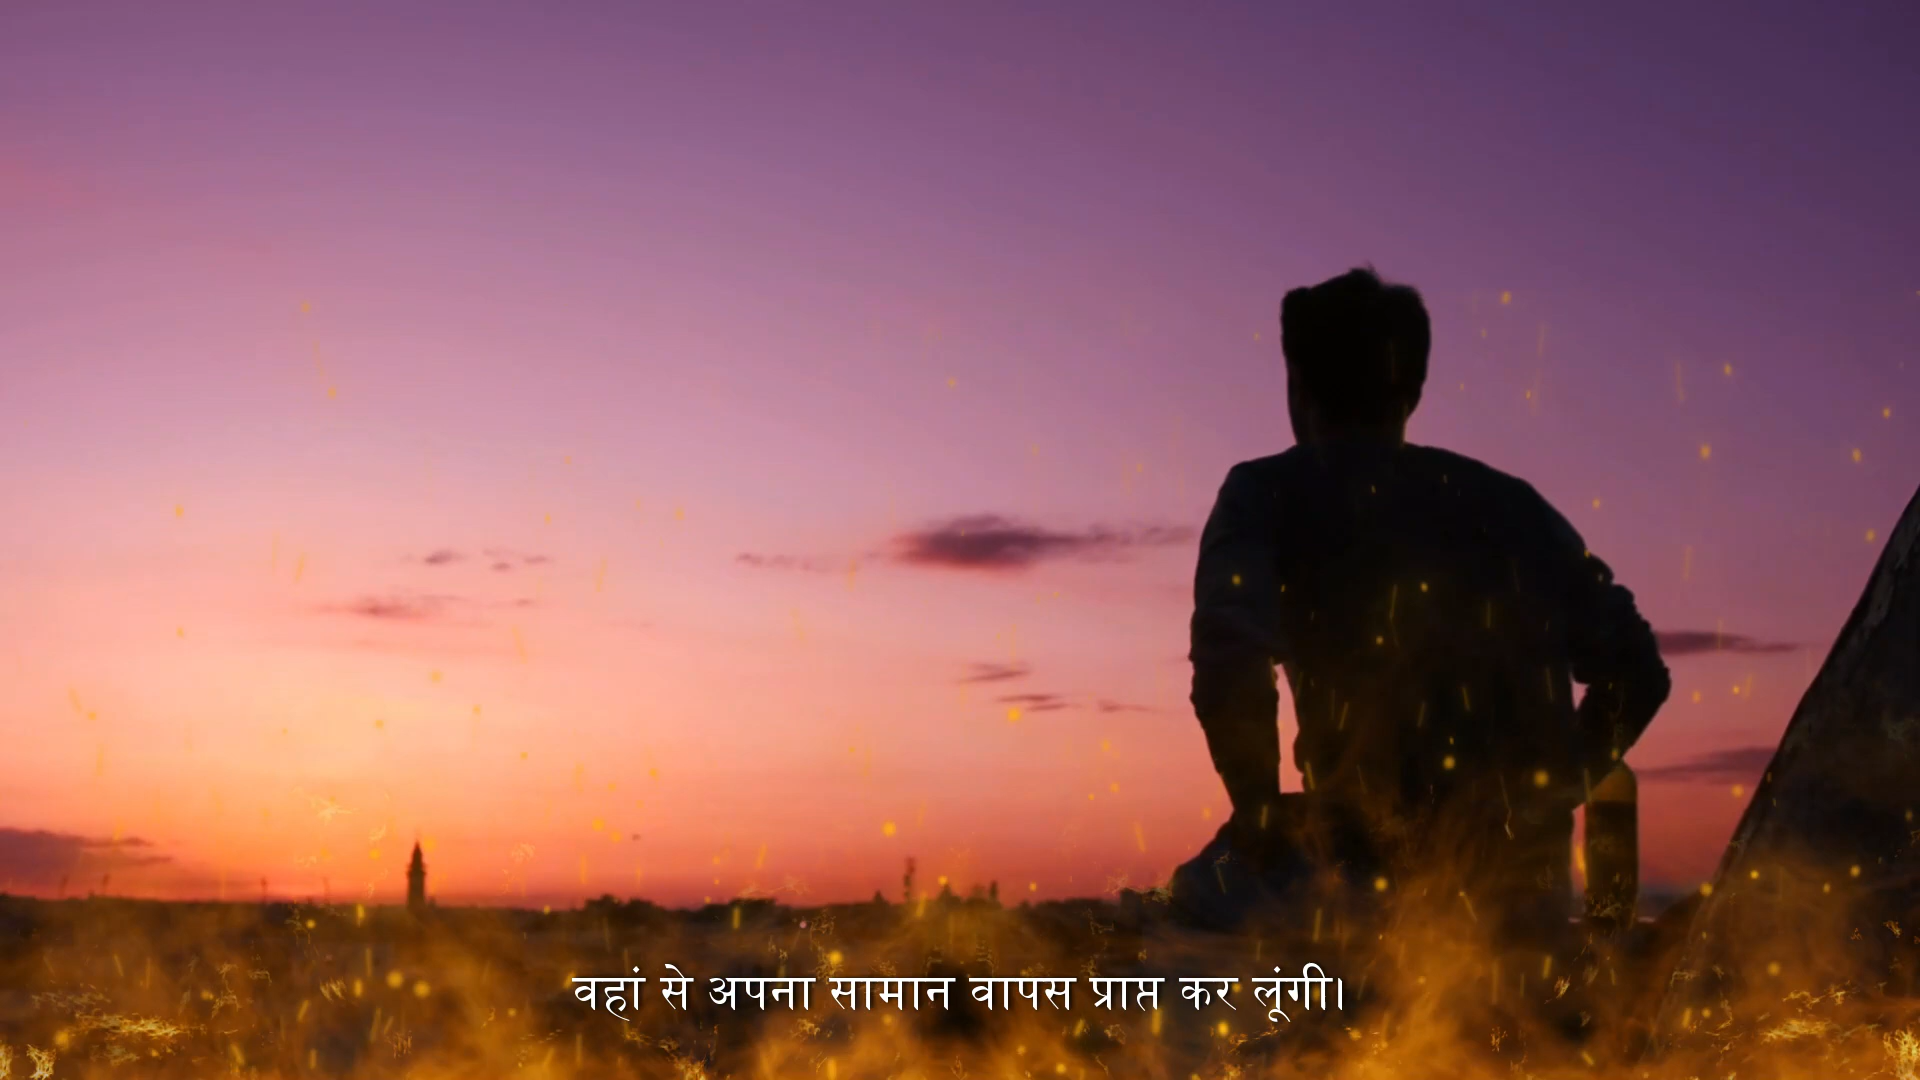 वहां से अपना सामान वापस प्राप्त कर लूंगी।